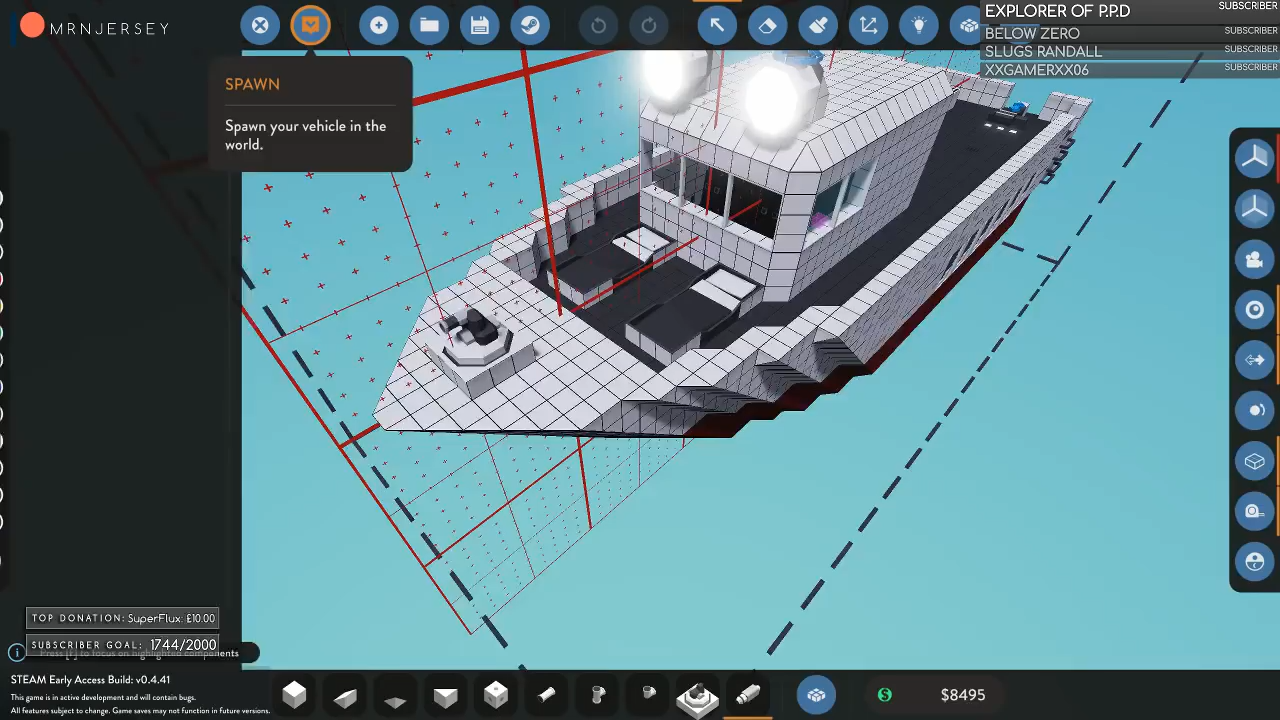 MRNJERSEY
EXPLORER OF P.P.D SUBSCRIBER
BELOW ZERO SUBSCRIBER
SLUGS RANDALL SUBSCRIBER
XXGAMERXX06 SUBSCRIBER
SPAWN
Spawn your vehicle in the
world.
TOP DONATION: SuperFlux: £10.00
SUBSCRIBER GOAL: 1744/2000
components
STEAM Early Access Build: v0.4.41
This game is in active development and will contain bugs.
All features subject to change. Game saves may not function in future versions.
$ $8495